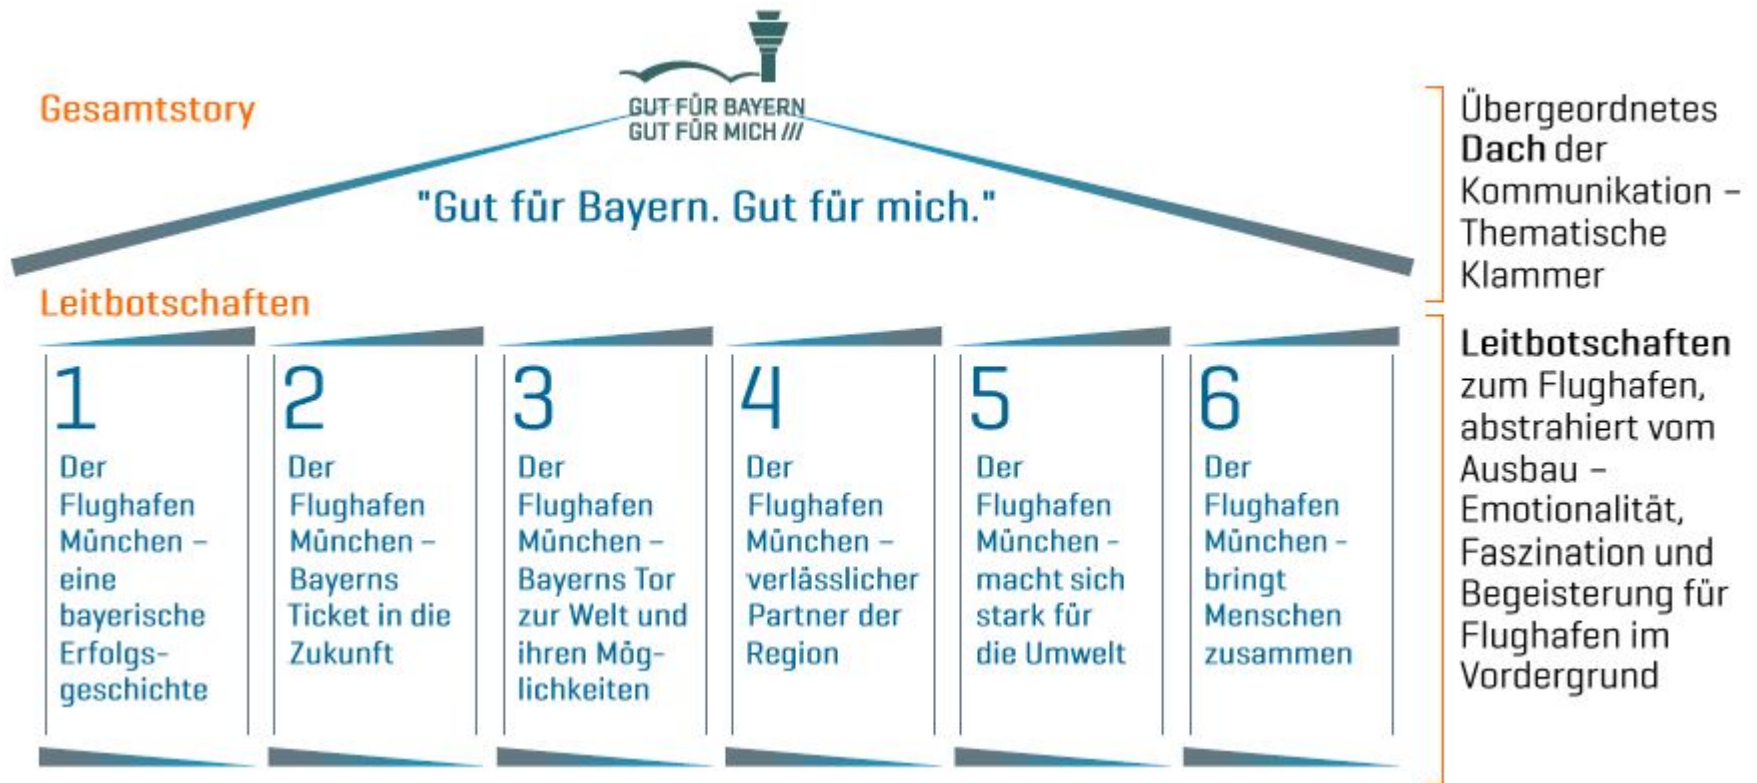 Gesamtstory
GUT FÜR BAYERN
GUT FÜR MICH ///
"Gut für Bayern. Gut für mich."
Übergeordnetes
Dach der
Kommunikation –
Thematische
Klammer
Leitbotschaften
1
Der
Flughafen
München –
eine
bayerische
Erfolgs-
geschichte
2
Der
Flughafen
München –
Bayerns
Ticket in die
Zukunft
3
Der
Flughafen
München –
Bayerns Tor
zur Welt und
ihren Mög-
lichkeiten
4
Der
Flughafen
München –
verlässlicher
Partner der
Region
5
Der
Flughafen
München -
macht sich
stark für
die Umwelt
6
Der
Flughafen
München -
bringt
Menschen
zusammen
Leitbotschaften
zum Flughafen,
abstrahiert vom
Ausbau –
Emotionalität,
Faszination und
Begeisterung für
Flughafen im
Vordergrund